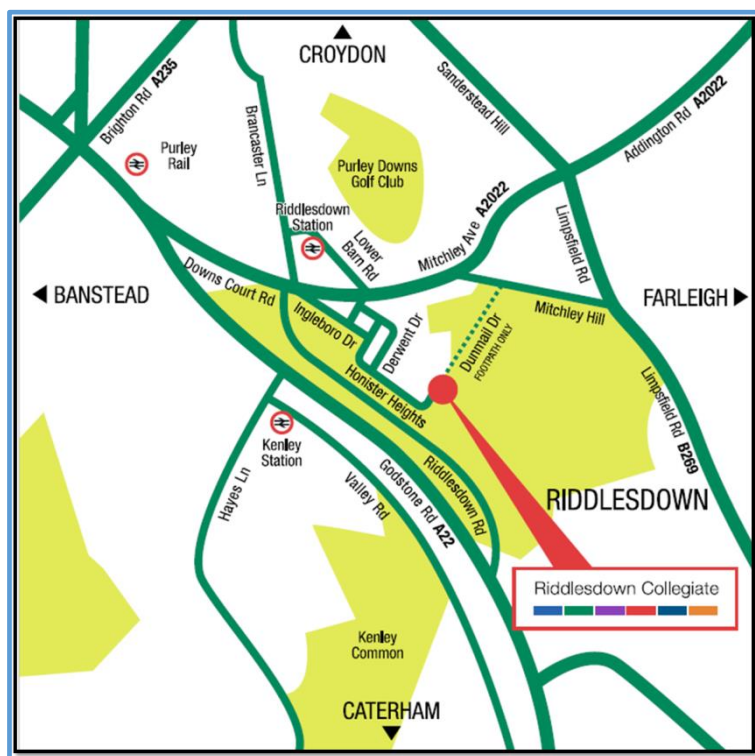 CROYDON
Brighton Rd A235
Sanderstead Hill
Addington Rd A2022
Brancaster Ln
Purley
Rail
Purley Downs
Golf Club
Riddlesdown
Station
Lower
Barn Rd
Mitchley Ave A2022
Limpsfield Rd
BANSTEAD
Downs Court Rd
FARLEIGH
Mitchley Hill
Ingleboro Dr
Derwent Dr
Dunmail Dr
FOOTPATH ONLY
Honister Heights
Limpsfield Rd B269
Kenley
Station
Hayes Ln
Valley Rd
Godstone Rd A22
Riddlesdown Rd
RIDDLESDOWN
Riddlesdown Collegiate
Kenley
Common
CATERHAM